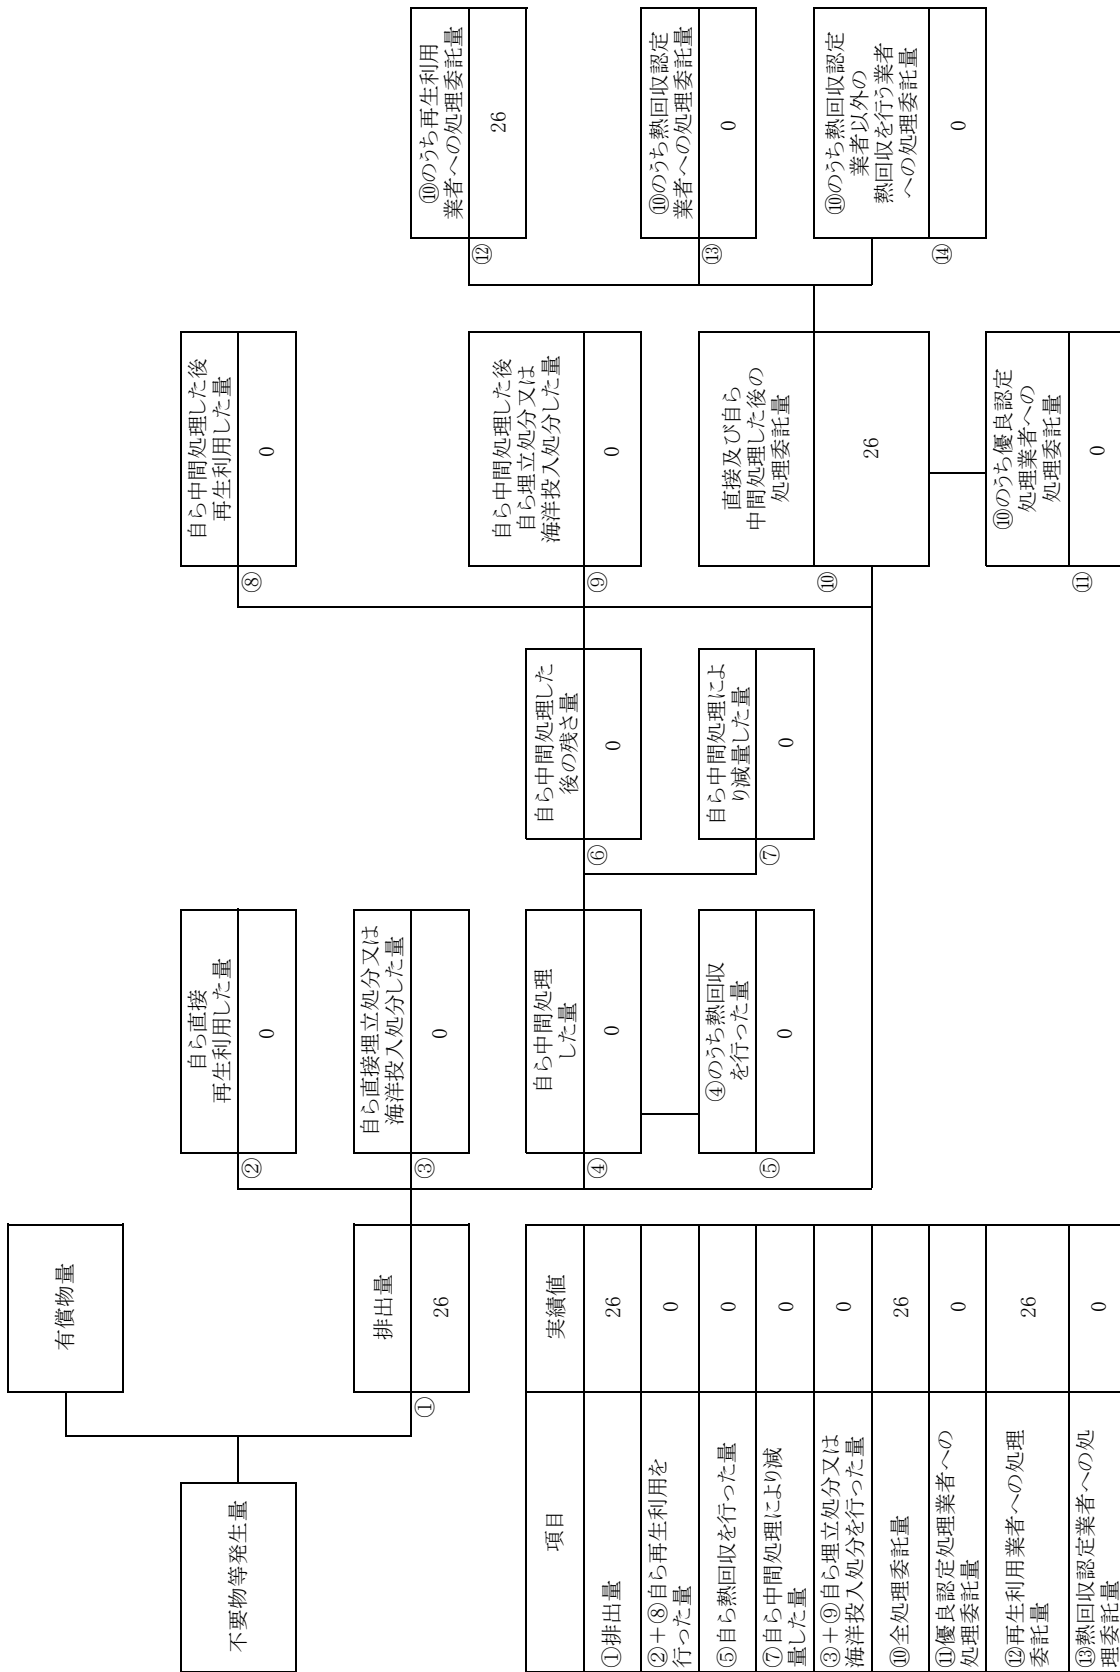 不要物等発生量
有償物量
排出量
①
26
自ら直接
再生利用した量
②
0
自ら直接埋立処分又は
海洋投入処分した量
③
0
自ら中間処理
した量
④
0
④のうち熱回収
を行った量
⑤
0
自ら中間処理した
後の残さ量
⑥
0
自ら中間処理によ
り減量した量
⑦
0
自ら中間処理した後
再生利用した量
⑧
0
自ら中間処理した後
自ら埋立処分又は
海洋投入処分した量
⑨
0
直接及び自ら
中間処理した後の
処理委託量
⑩
26
⑩のうち優良認定
処理業者への
処理委託量
⑪
0
⑩のうち再生利用
業者への処理委託量
⑫
26
⑩のうち熱回収認定
業者への処理委託量
⑬
0
⑩のうち熱回収認定
業者以外の
熱回収を行う業者
への処理委託量
⑭
0
項目 実績値
①排出量 26
②+⑧自ら再生利用を
行った量 0
⑤自ら熱回収を行った量 0
⑦自ら中間処理により減
量した量 0
③+⑨自ら埋立処分又は
海洋投入処分を行った量 0
⑩全処理委託量 26
⑪優良認定処理業者への
処理委託量 0
⑫再生利用業者への処理
委託量 26
⑬熱回収認定業者への処
理委託量 0